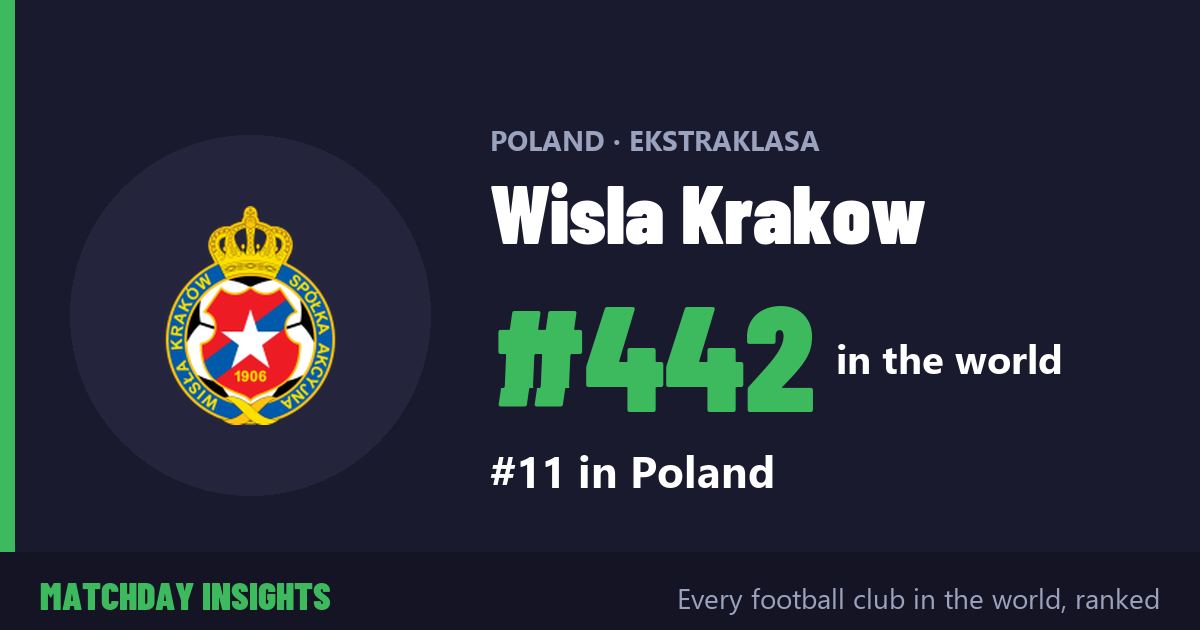 POLAND · EKSTRAKLASA
Wisla Krakow
#442 in the world
#11 in Poland
WISŁA KRAKÓW SPÓŁKA AKCYJNA
1906
MATCHDAY INSIGHTS
Every football club in the world, ranked